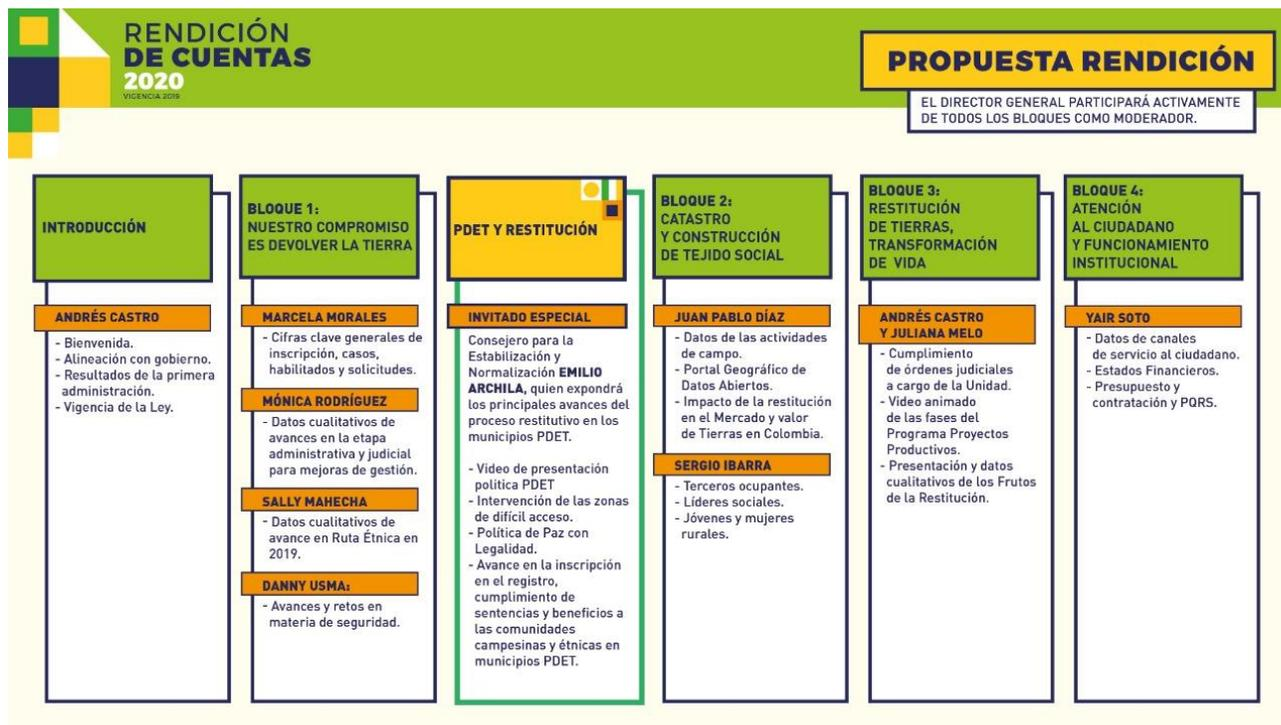 RENDICIÓN
DE CUENTAS
2020
VIGENCIA 2019
PROPUESTA RENDICIÓN
EL DIRECTOR GENERAL PARTICIPARÁ ACTIVAMENTE
DE TODOS LOS BLOQUES COMO MODERADOR.
INTRODUCCIÓN
ANDRÉS CASTRO
- Bienvenida.
- Alineación con gobierno.
- Resultados de la primera
administración.
- Vigencia de la Ley.
BLOQUE 1:
NUESTRO COMPROMISO
ES DEVOLVER LA TIERRA
MARCELA MORALES
- Cifras clave generales de
inscripción, casos,
habilitados y solicitudes.
MÓNICA RODRÍGUEZ
- Datos cualitativos de
avances en la etapa
administrativa y judicial
para mejoras de gestión.
SALLY MAHECHA
- Datos cualitativos de
avance en Ruta Étnica en
2019.
DANNY USMA:
- Avances y retos en
materia de seguridad.
PDET Y RESTITUCIÓN
INVITADO ESPECIAL
Consejero para la
Estabilización y
Normalización EMILIO
ARCHILA, quien expondrá
los principales avances del
proceso restitutivo en los
municipios PDET.
- Video de presentación
politica PDET
- Intervención de las zonas
de difícil acceso.
- Política de Paz con
Legalidad.
- Avance en la inscripción
en el registro,
cumplimiento de
sentencias y beneficios a
las comunidades
campesinas y étnicas en
municipios PDET.
BLOQUE 2:
CATASTRO
Y CONSTRUCCIÓN
DE TEJIDO SOCIAL
JUAN PABLO DÍAZ
- Datos de las actividades
de campo.
- Portal Geográfico de
Datos Abiertos.
- Impacto de la restitución
en el Mercado y valor
de Tierras en Colombia.
SERGIO IBARRA
- Terceros ocupantes.
- Líderes sociales.
- Jóvenes y mujeres
rurales.
BLOQUE 3:
RESTITUCIÓN
DE TIERRAS,
TRANSFORMACIÓN
DE VIDA
ANDRÉS CASTRO
Y JULIANA MELO
- Cumplimiento
de órdenes judiciales
a cargo de la Unidad.
- Video animado
de las fases del
Programa Proyectos
Productivos.
- Presentación y datos
cualitativos de los Frutos
de la Restitución.
BLOQUE 4:
ATENCIÓN
AL CIUDADANO
Y FUNCIONAMIENTO
INSTITUCIONAL
YAIR SOTO
- Datos de canales
de servicio al ciudadano.
- Estados Financieros.
- Presupuesto y
contratación y PQRS.